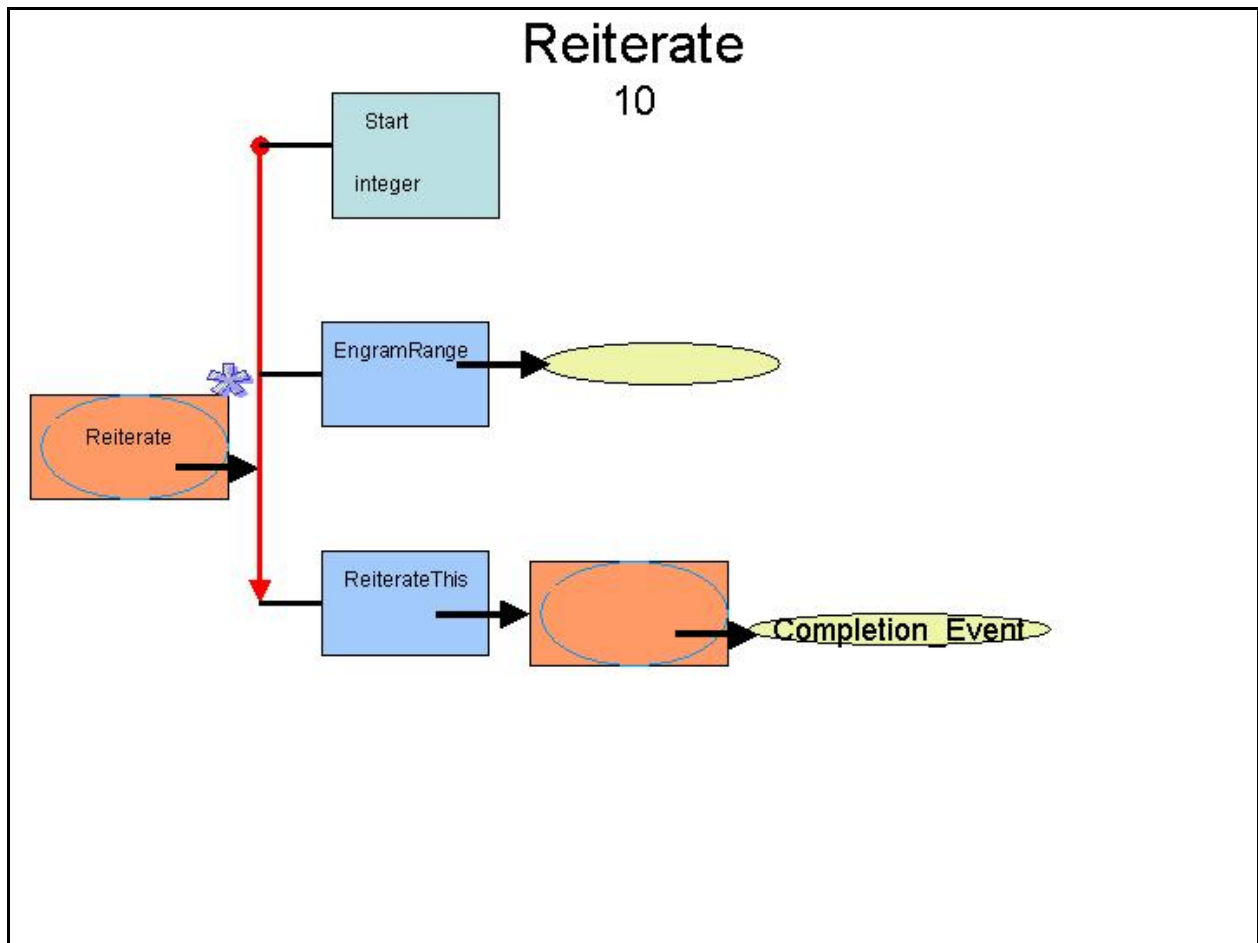 Reiterate
10
Start
integer
EngramRange
Reiterate
ReiterateThis
Completion_Event